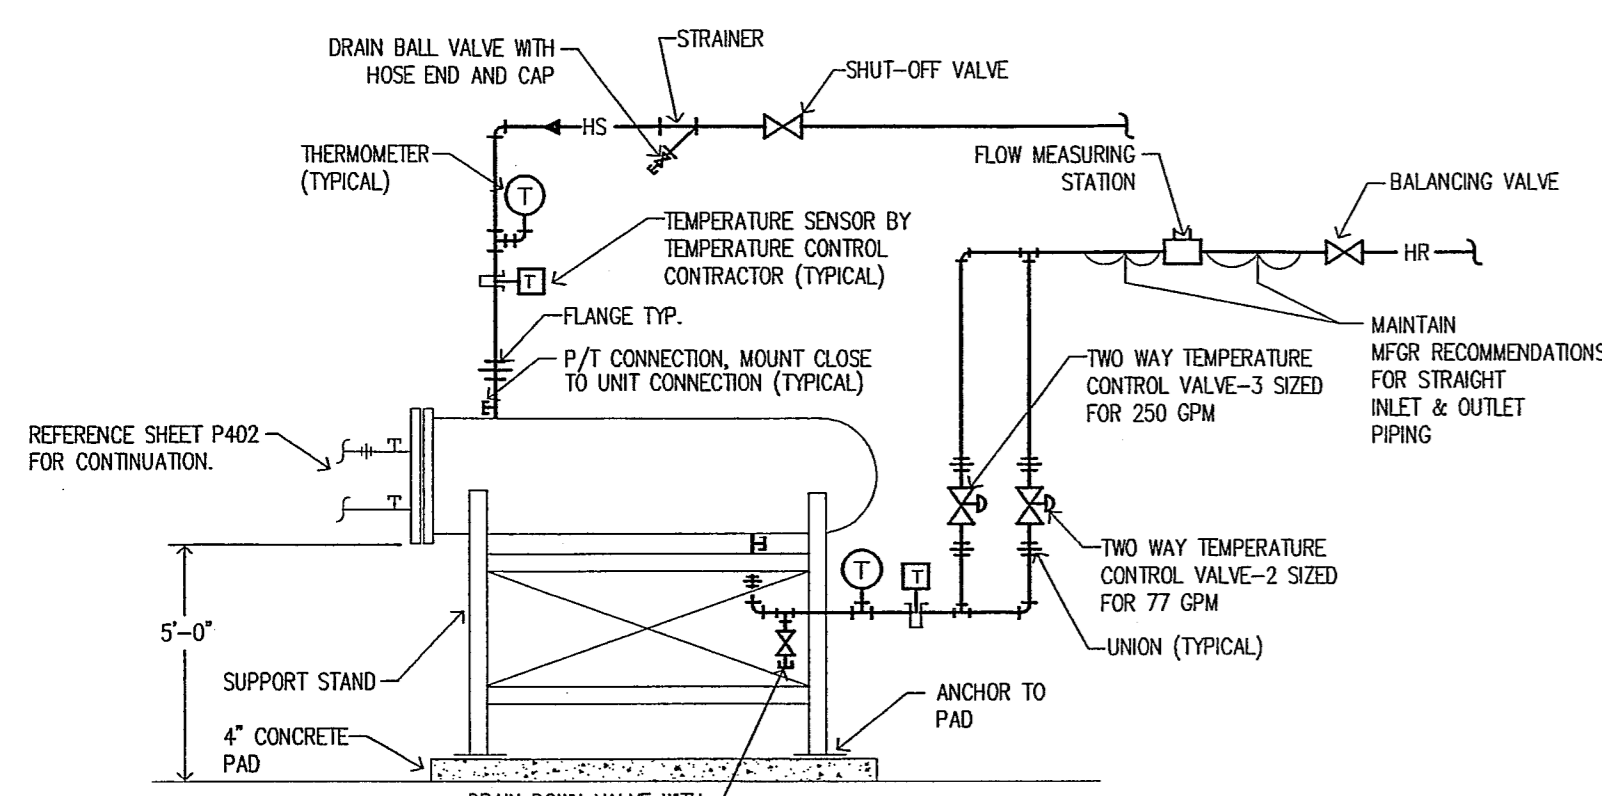 DRAIN BALL VALVE WITH
HOSE END AND CAP
STRAINER
SHUT-OFF VALVE
HS
THERMOMETER
(TYPICAL)
T
FLOW MEASURING
STATION
BALANCING VALVE
TEMPERATURE SENSOR BY
TEMPERATURE CONTROL
CONTRACTOR (TYPICAL)
T
HR
FLANGE TYP.
P/T CONNECTION, MOUNT CLOSE
TO UNIT CONNECTION (TYPICAL)
MAINTAIN
MFGR RECOMMENDATIONS
FOR STRAIGHT
INLET & OUTLET
PIPING
TWO WAY TEMPERATURE
CONTROL VALVE-3 SIZED
FOR 250 GPM
REFERENCE SHEET P402
FOR CONTINUATION.
TWO WAY TEMPERATURE
CONTROL VALVE-2 SIZED
FOR 77 GPM
T
T
5'-0"
UNION (TYPICAL)
SUPPORT STAND
ANCHOR TO
PAD
4" CONCRETE
PAD
DRAIN DOWN VALVE WITH